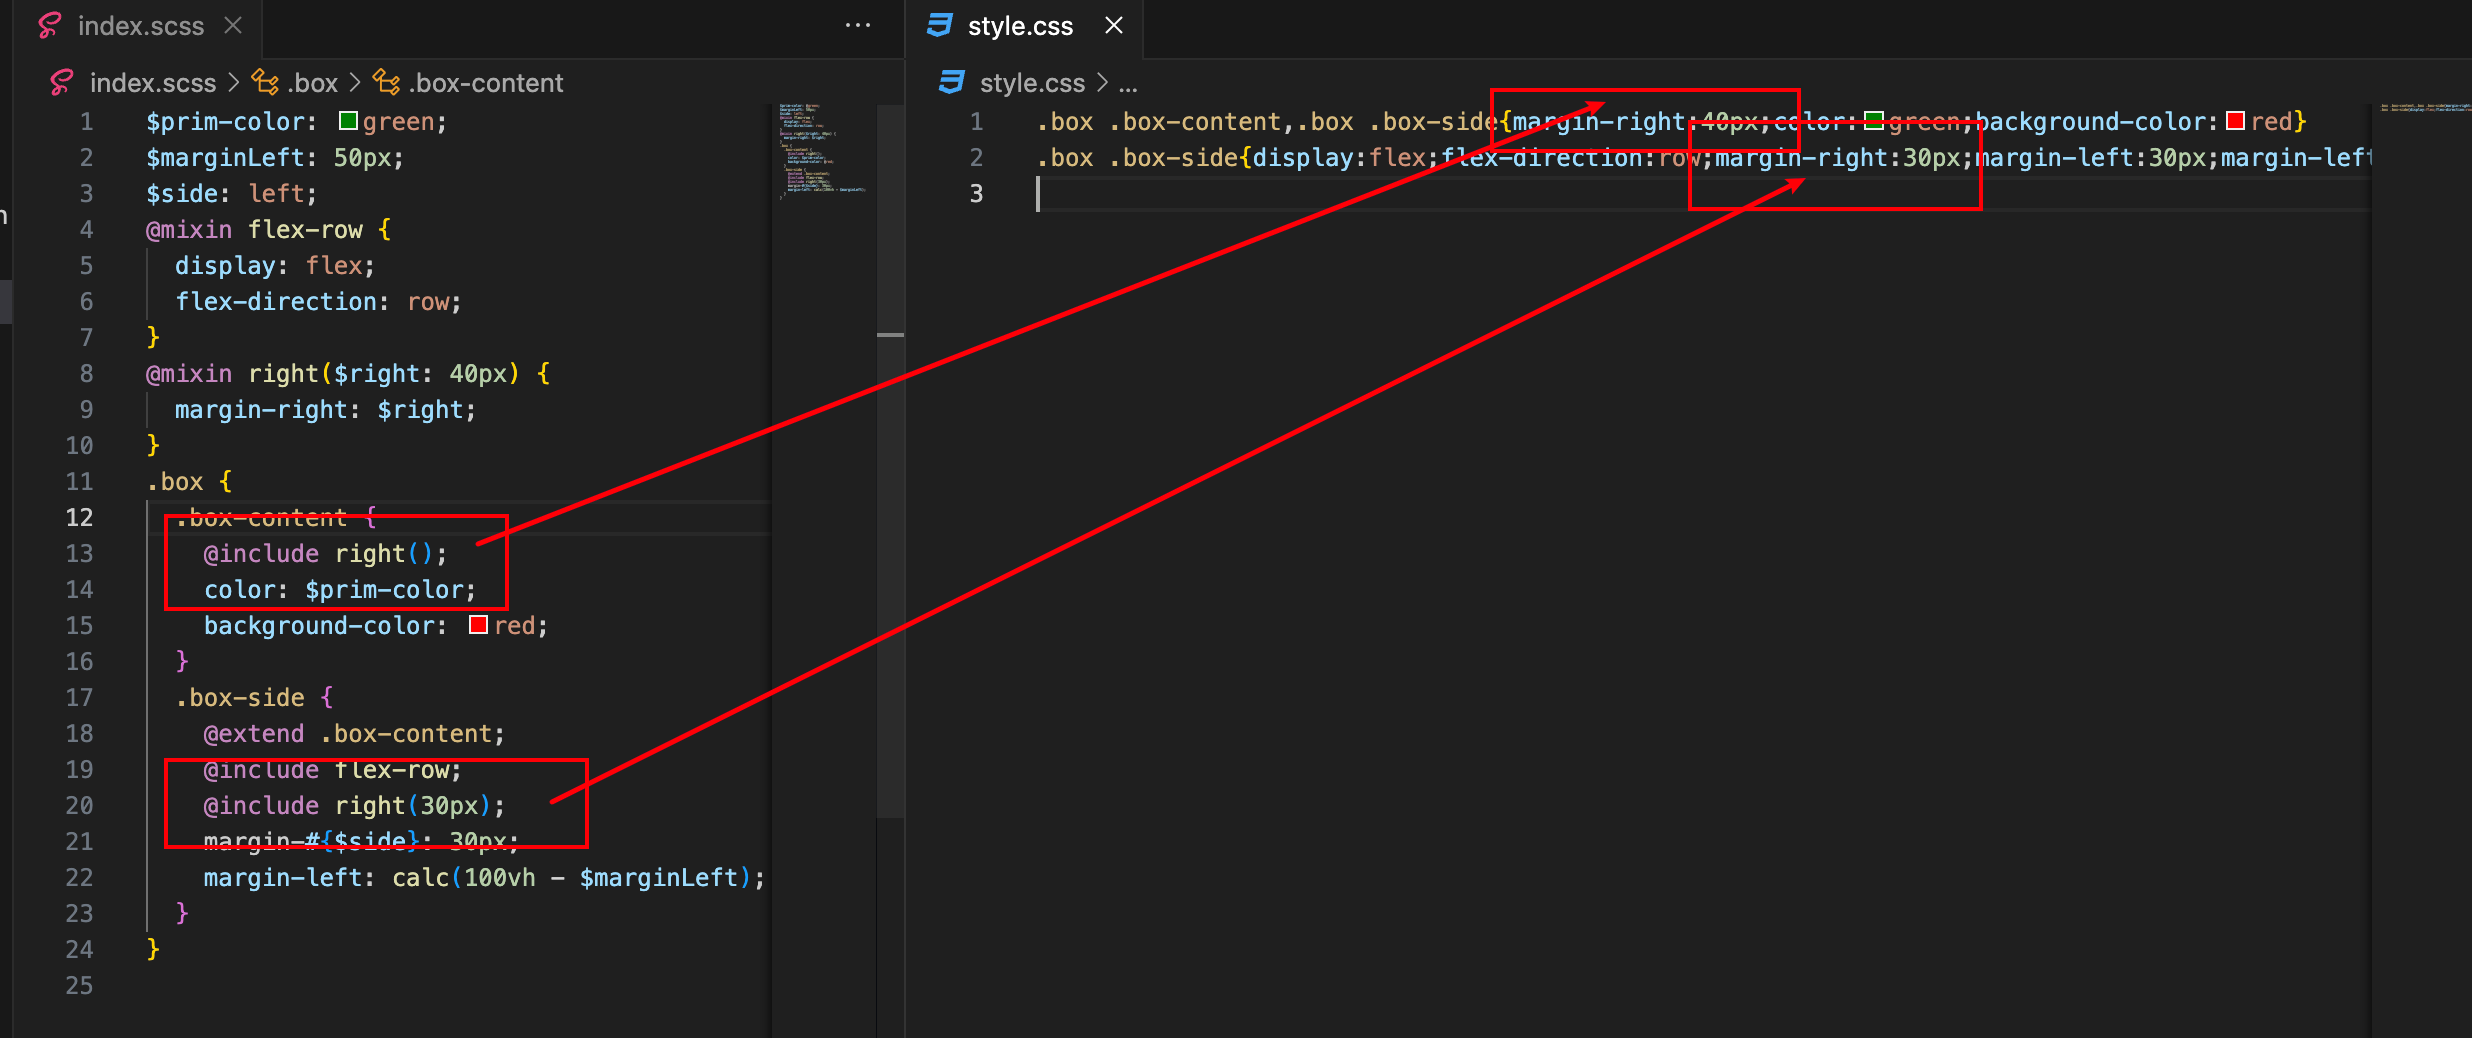 index.scss
index.scss > .box > .box-content
1 $prim-color: green;
2 $marginLeft: 50px;
3 $side: left;
4 @mixin flex-row {
5 display: flex;
6 flex-direction: row;
7 }
8 @mixin right($right: 40px) {
9 margin-right: $right;
10 }
11 .box {
12 .box-content {
13 @include right();
14 color: $prim-color;
15 background-color: red;
16 }
17 .box-side {
18 @extend .box-content;
19 @include flex-row;
20 @include right(30px);
21 margin-#{$side}: 30px;
22 margin-left: calc(100vh - $marginLeft);
23 }
24 }
25
style.css
style.css > ...
1 .box .box-content,.box .box-side{margin-right:40px;color:green;background-color:red}
2 .box .box-side{display:flex;flex-direction:row;margin-right:30px;margin-left:30px;margin-left
3